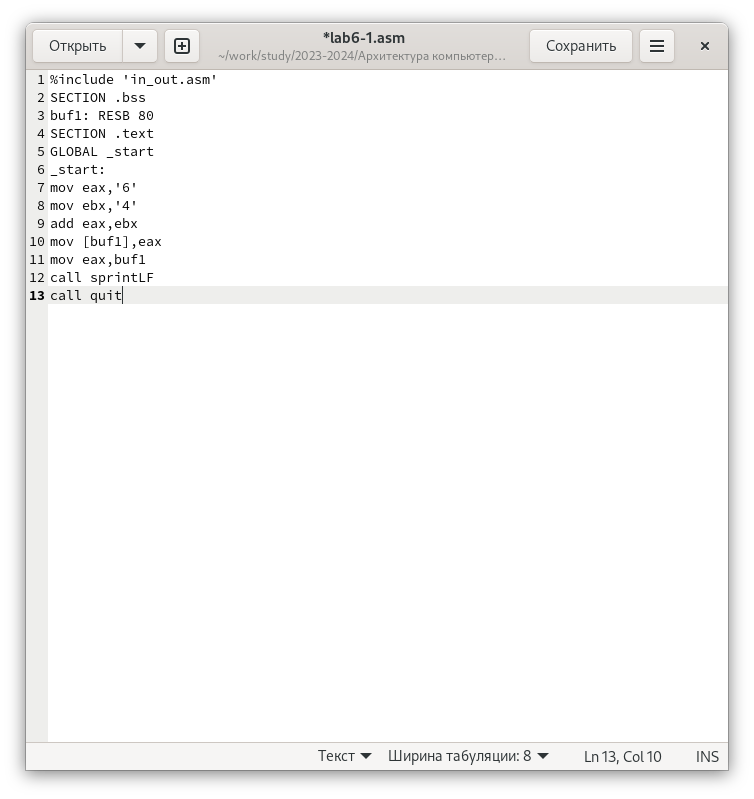 Открыть
*lab6-1.asm
~/work/study/2023-2024/Архитектура компьютер…
Сохранить
1 %include 'in_out.asm'
2 SECTION .bss
3 buf1: RESB 80
4 SECTION .text
5 GLOBAL _start
6 _start:
7 mov eax,'6'
8 mov ebx,'4'
9 add eax,ebx
10 mov [buf1],eax
11 mov eax,buf1
12 call sprintLF
13 call quit
Текст Ширина табуляции: 8 Ln 13, Col 10 INS